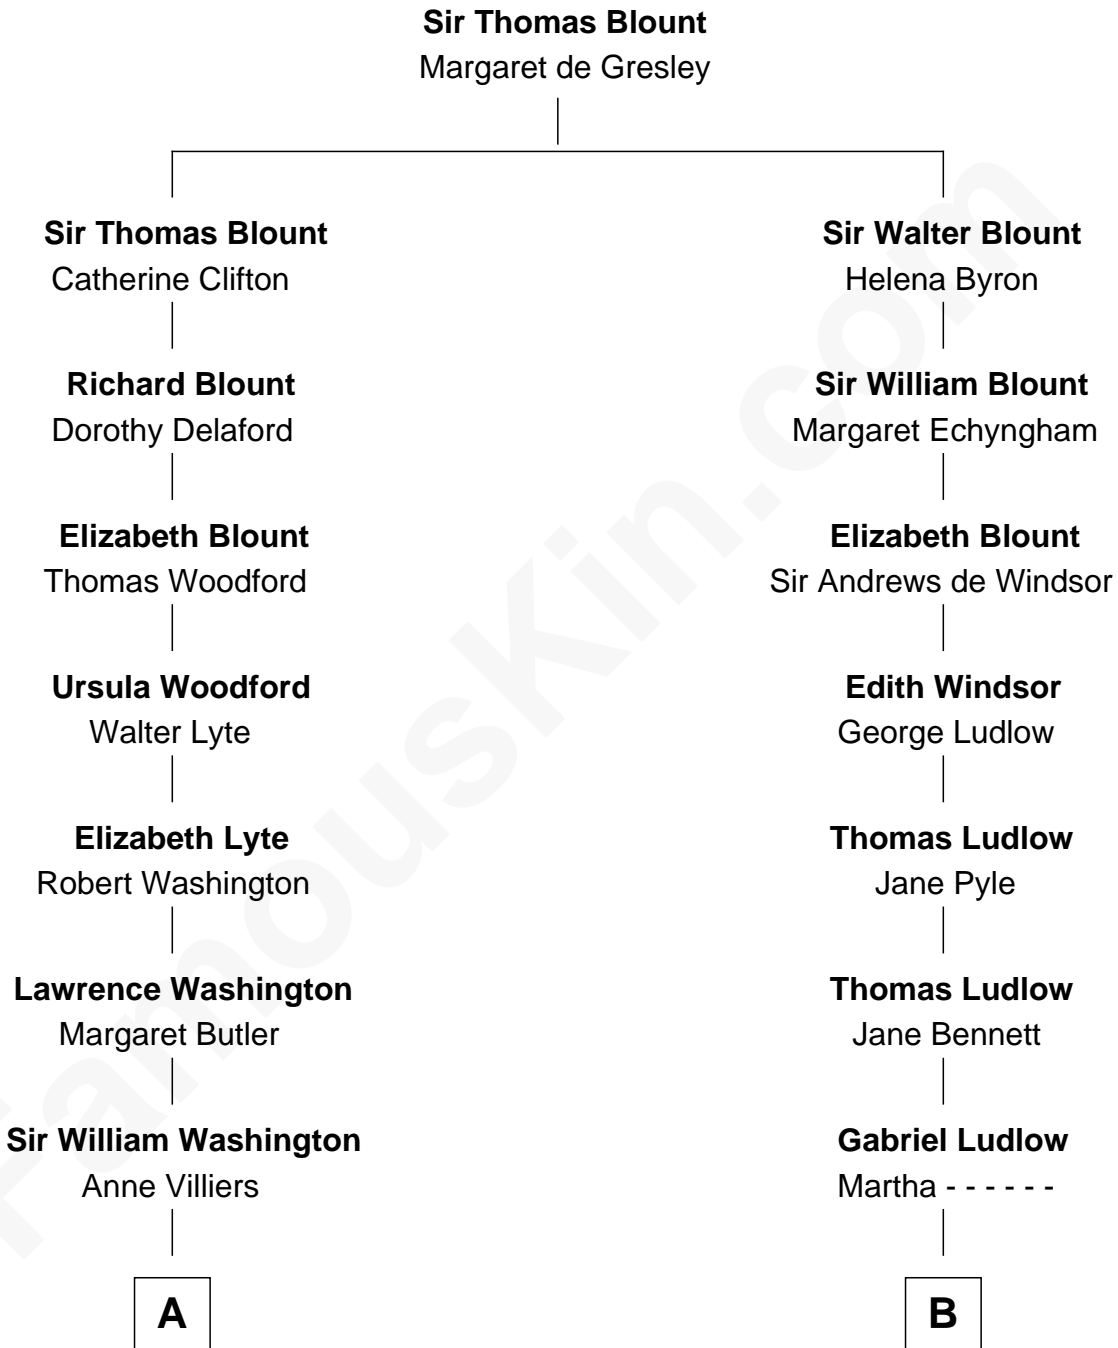 Sir Thomas Blount
Margaret de Gresley
Sir Thomas Blount
Catherine Clifton
Sir Walter Blount
Helena Byron
Richard Blount
Dorothy Delaford
Sir William Blount
Margaret Echyngham
Elizabeth Blount
Thomas Woodford
Elizabeth Blount
Sir Andrews de Windsor
Ursula Woodford
Walter Lyte
Edith Windsor
George Ludlow
Elizabeth Lyte
Robert Washington
Thomas Ludlow
Jane Pyle
Lawrence Washington
Margaret Butler
Thomas Ludlow
Jane Bennett
Sir William Washington
Anne Villiers
Gabriel Ludlow
Martha - - - - - -
A
B
FamousKin.com